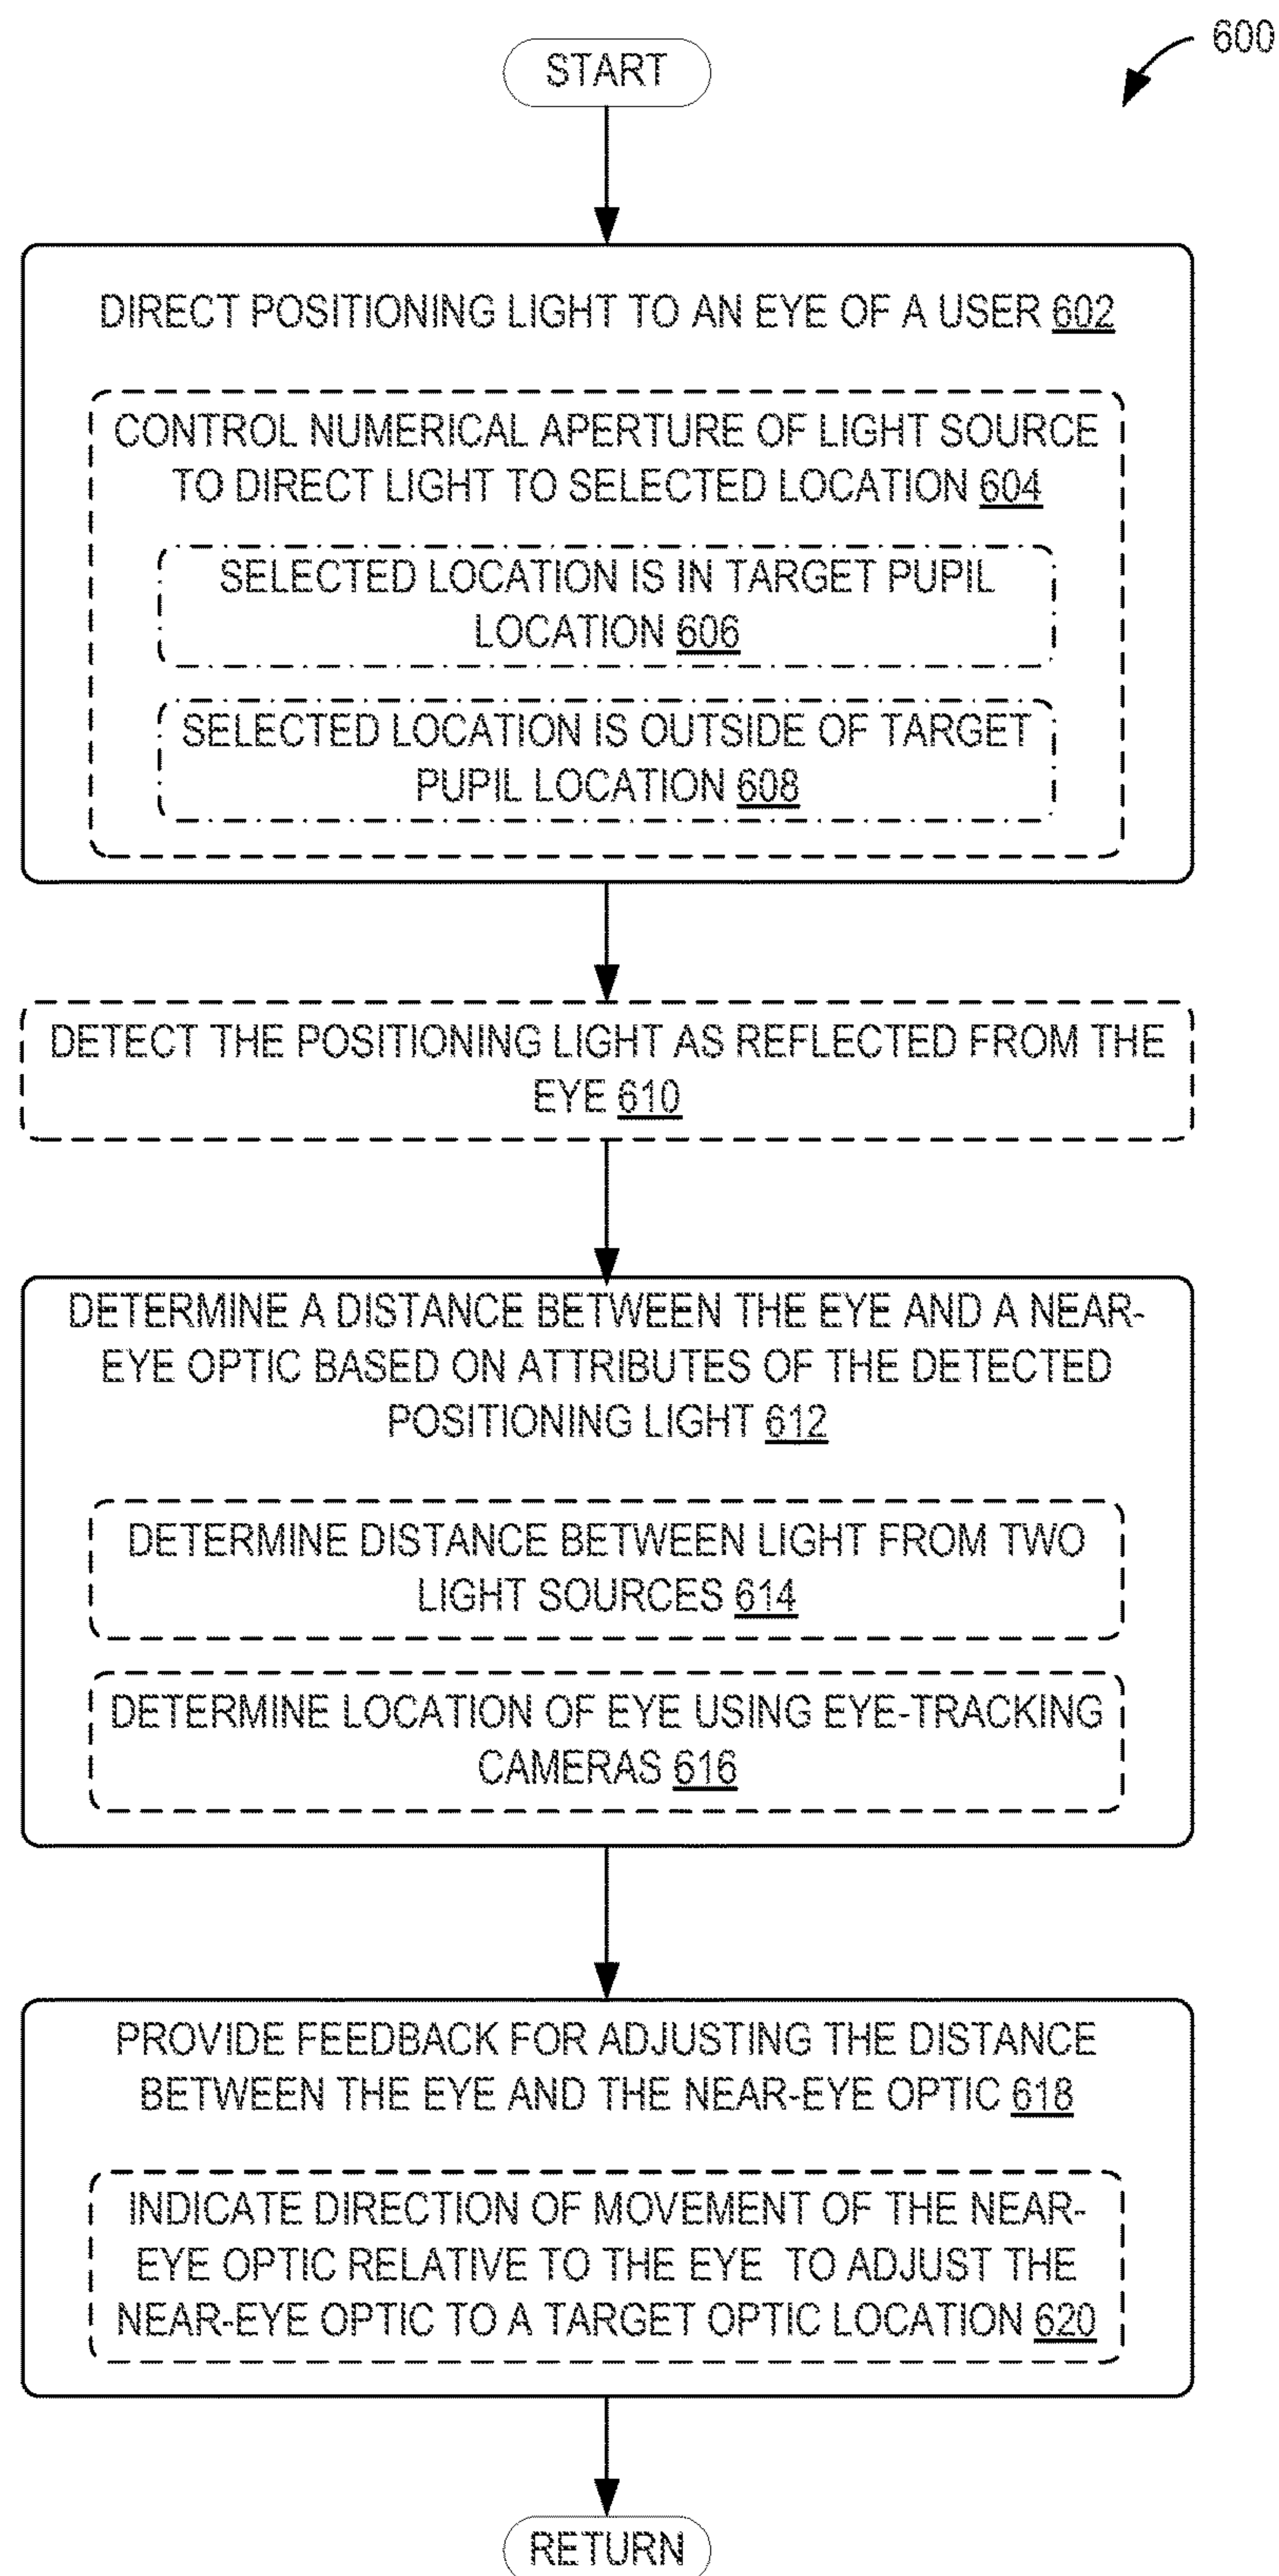 600
START
DIRECT POSITIONING LIGHT TO AN EYE OF A USER 602
CONTROL NUMERICAL APERTURE OF LIGHT SOURCE
TO DIRECT LIGHT TO SELECTED LOCATION 604
SELECTED LOCATION IS IN TARGET PUPIL
LOCATION 606
SELECTED LOCATION IS OUTSIDE OF TARGET
PUPIL LOCATION 608
DETECT THE POSITIONING LIGHT AS REFLECTED FROM THE
EYE 610
DETERMINE A DISTANCE BETWEEN THE EYE AND A NEAR-
EYE OPTIC BASED ON ATTRIBUTES OF THE DETECTED
POSITIONING LIGHT 612
DETERMINE DISTANCE BETWEEN LIGHT FROM TWO
LIGHT SOURCES 614
DETERMINE LOCATION OF EYE USING EYE-TRACKING
CAMERAS 616
PROVIDE FEEDBACK FOR ADJUSTING THE DISTANCE
BETWEEN THE EYE AND THE NEAR-EYE OPTIC 618
INDICATE DIRECTION OF MOVEMENT OF THE NEAR-
EYE OPTIC RELATIVE TO THE EYE TO ADJUST THE
NEAR-EYE OPTIC TO A TARGET OPTIC LOCATION 620
RETURN